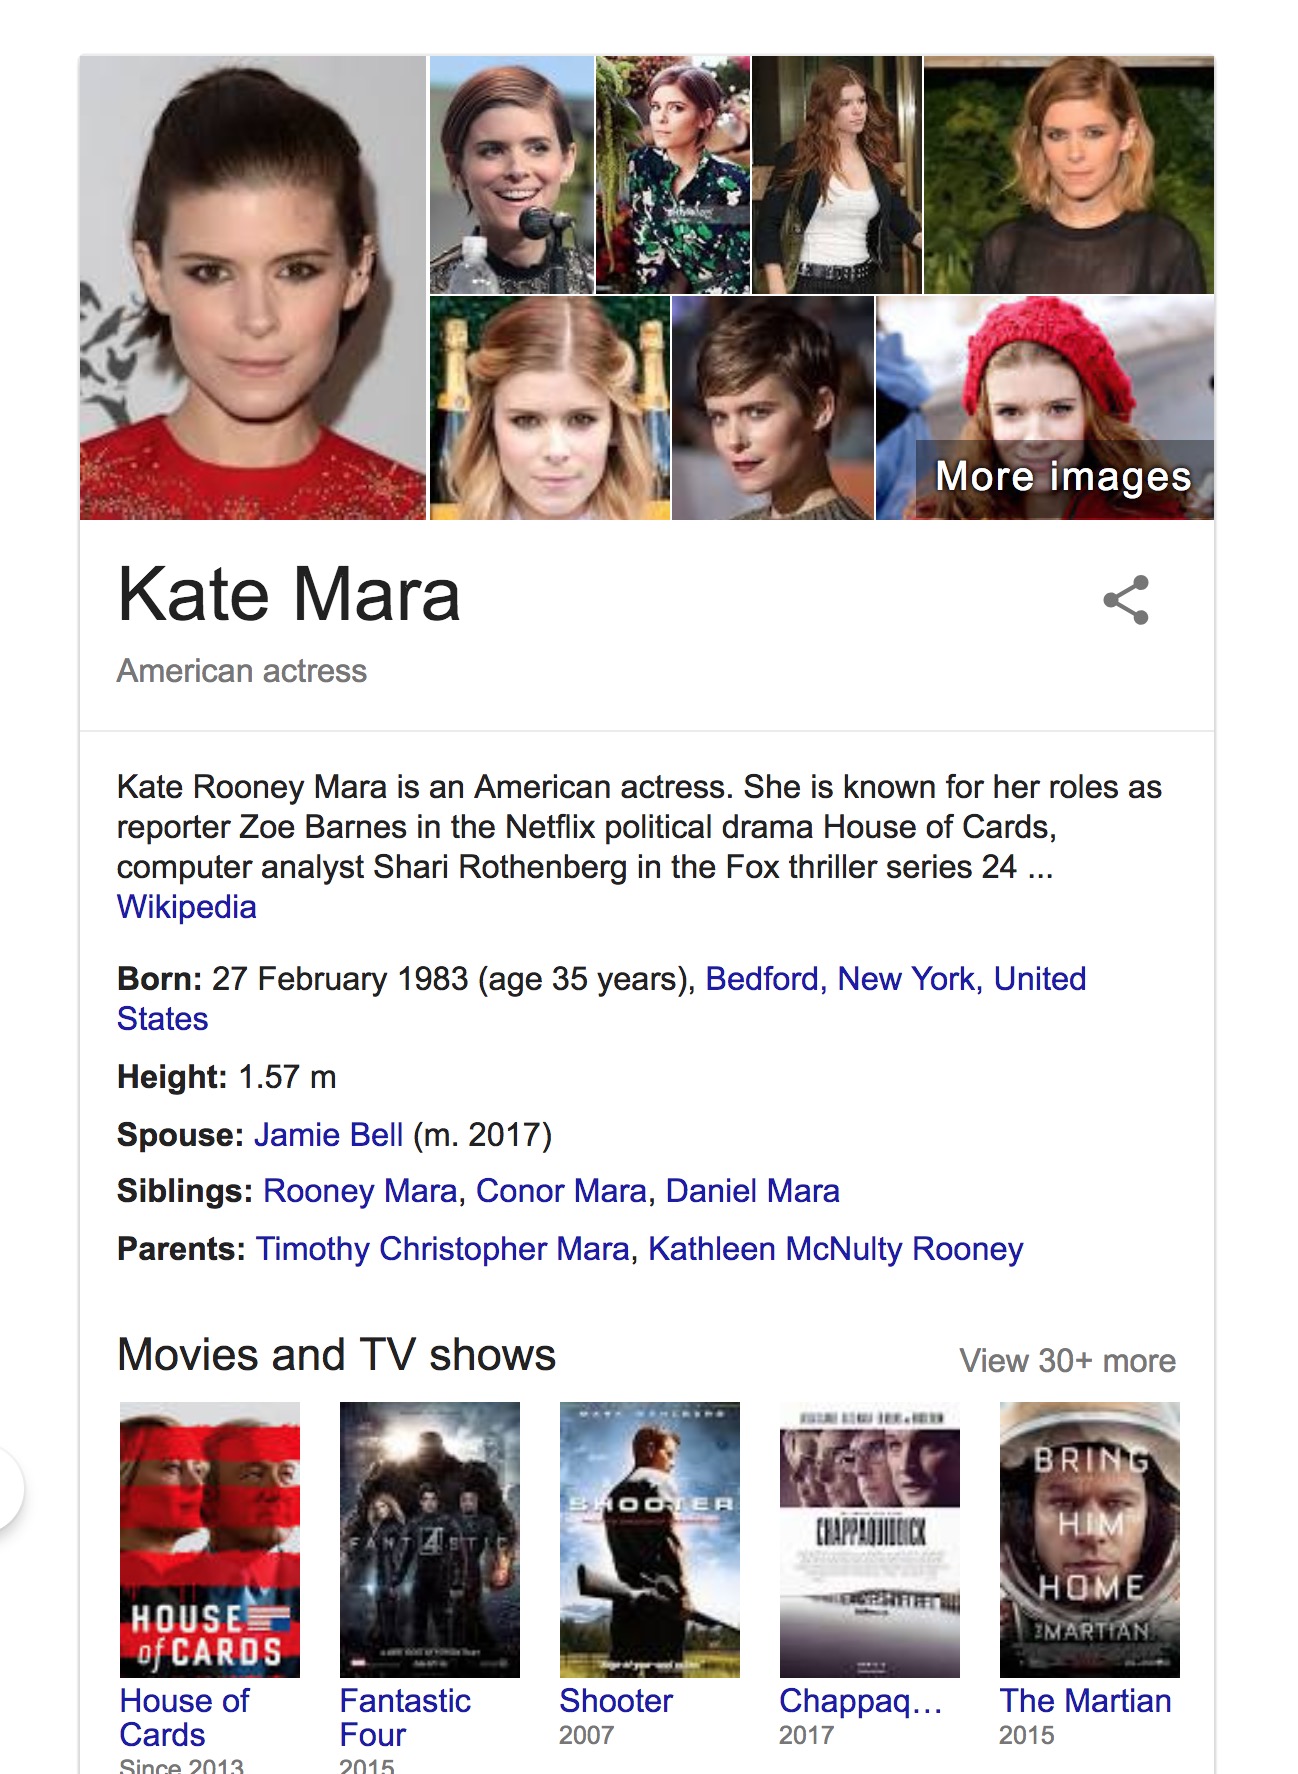 More images
Kate Mara
American actress
Kate Rooney Mara is an American actress. She is known for her roles as
reporter Zoe Barnes in the Netflix political drama House of Cards,
computer analyst Shari Rothenberg in the Fox thriller series 24 ...
Wikipedia
Born: 27 February 1983 (age 35 years), Bedford, New York, United
States
Height: 1.57 m
Spouse: Jamie Bell (m. 2017)
Siblings: Rooney Mara, Conor Mara, Daniel Mara
Parents: Timothy Christopher Mara, Kathleen McNulty Rooney
Movies and TV shows
View 30+ more
HOUSE
of CARDS
FANT4STIC
SHOOTER
CHAPPAQUIDDICK
BRING
HIM
HOME
THE MARTIAN
House of
Cards
Since 2013
Fantastic
Four
2015
Shooter
2007
Chappaq...
2017
The Martian
2015